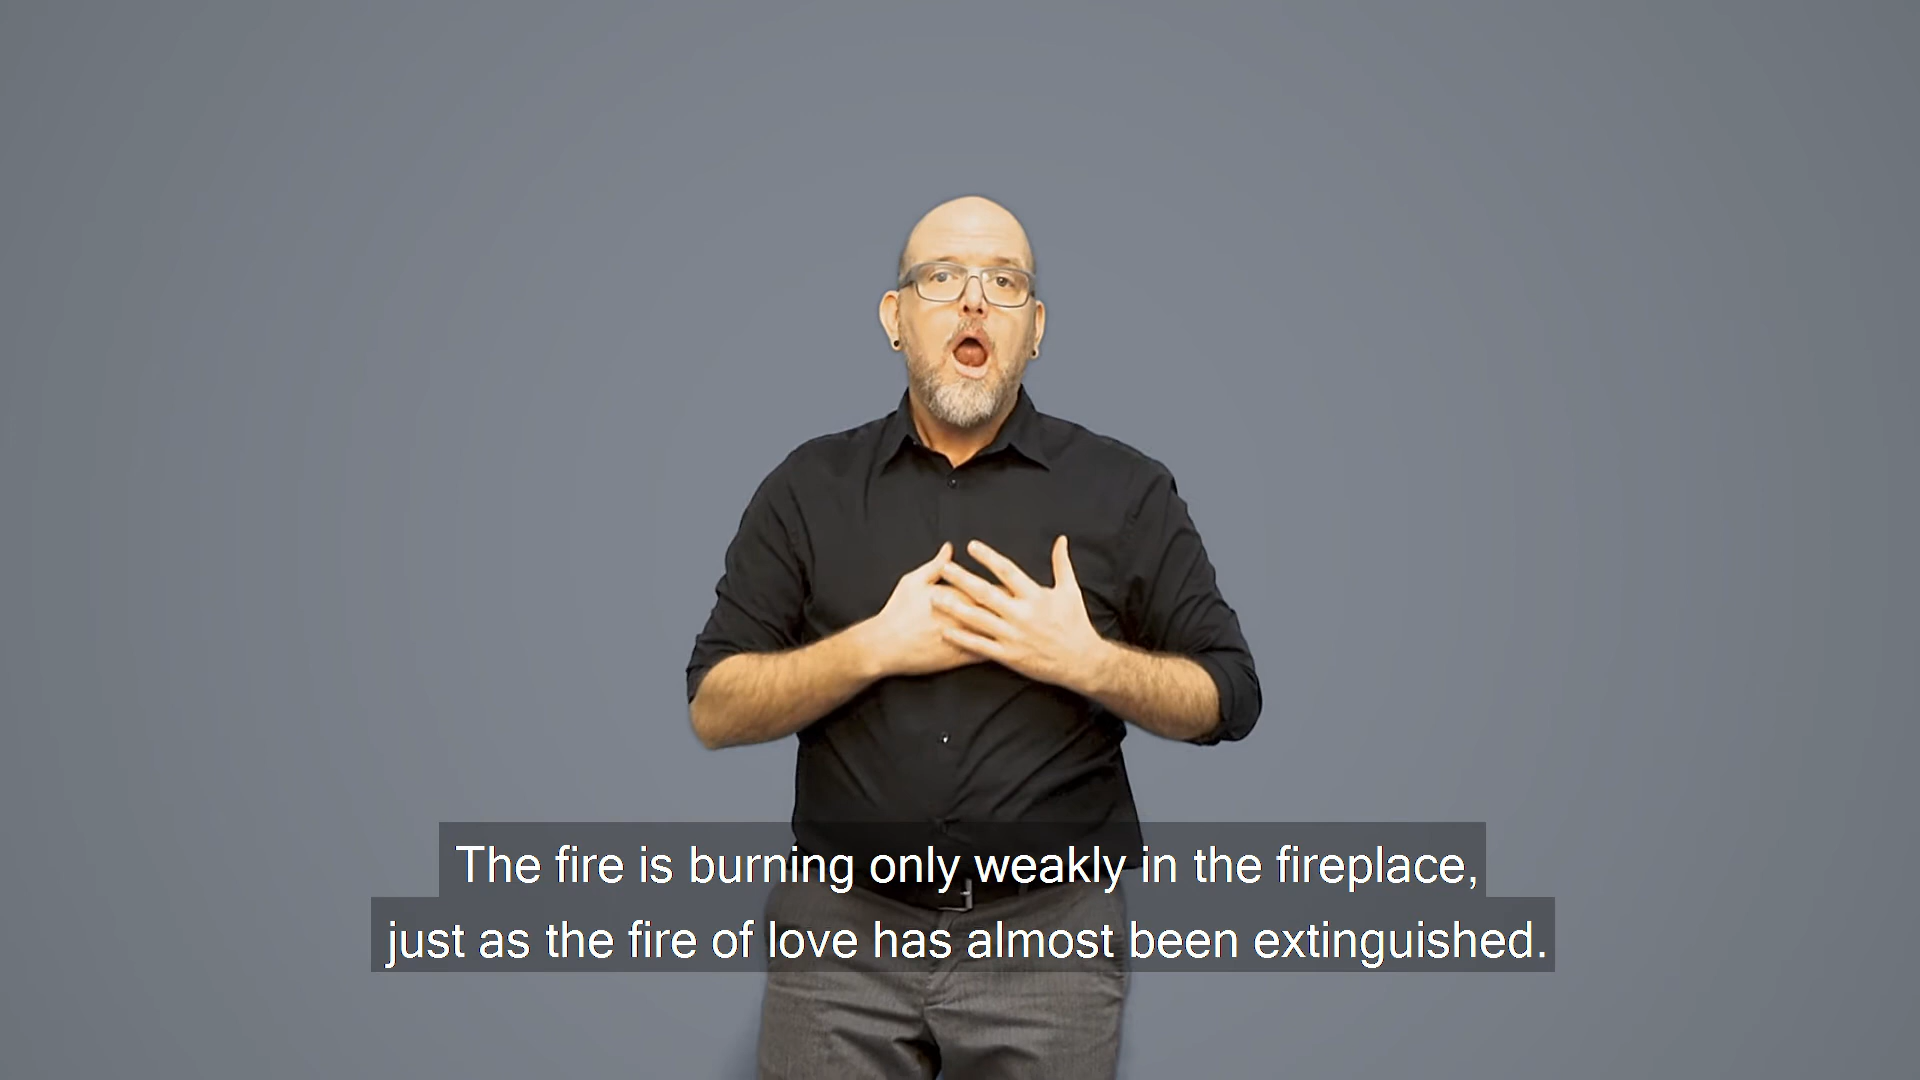 The fire is burning only weakly in the fireplace,
just as the fire of love has almost been extinguished.